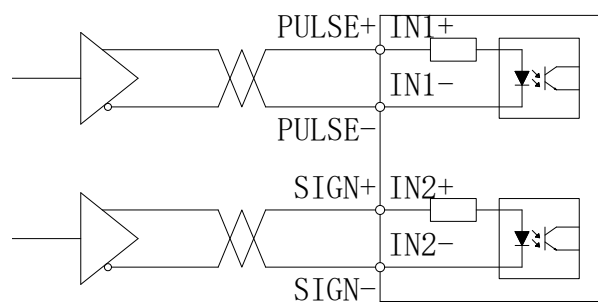 PULSE+ IN1+
IN1-
PULSE-
SIGN+ IN2+
IN2-
SIGN-